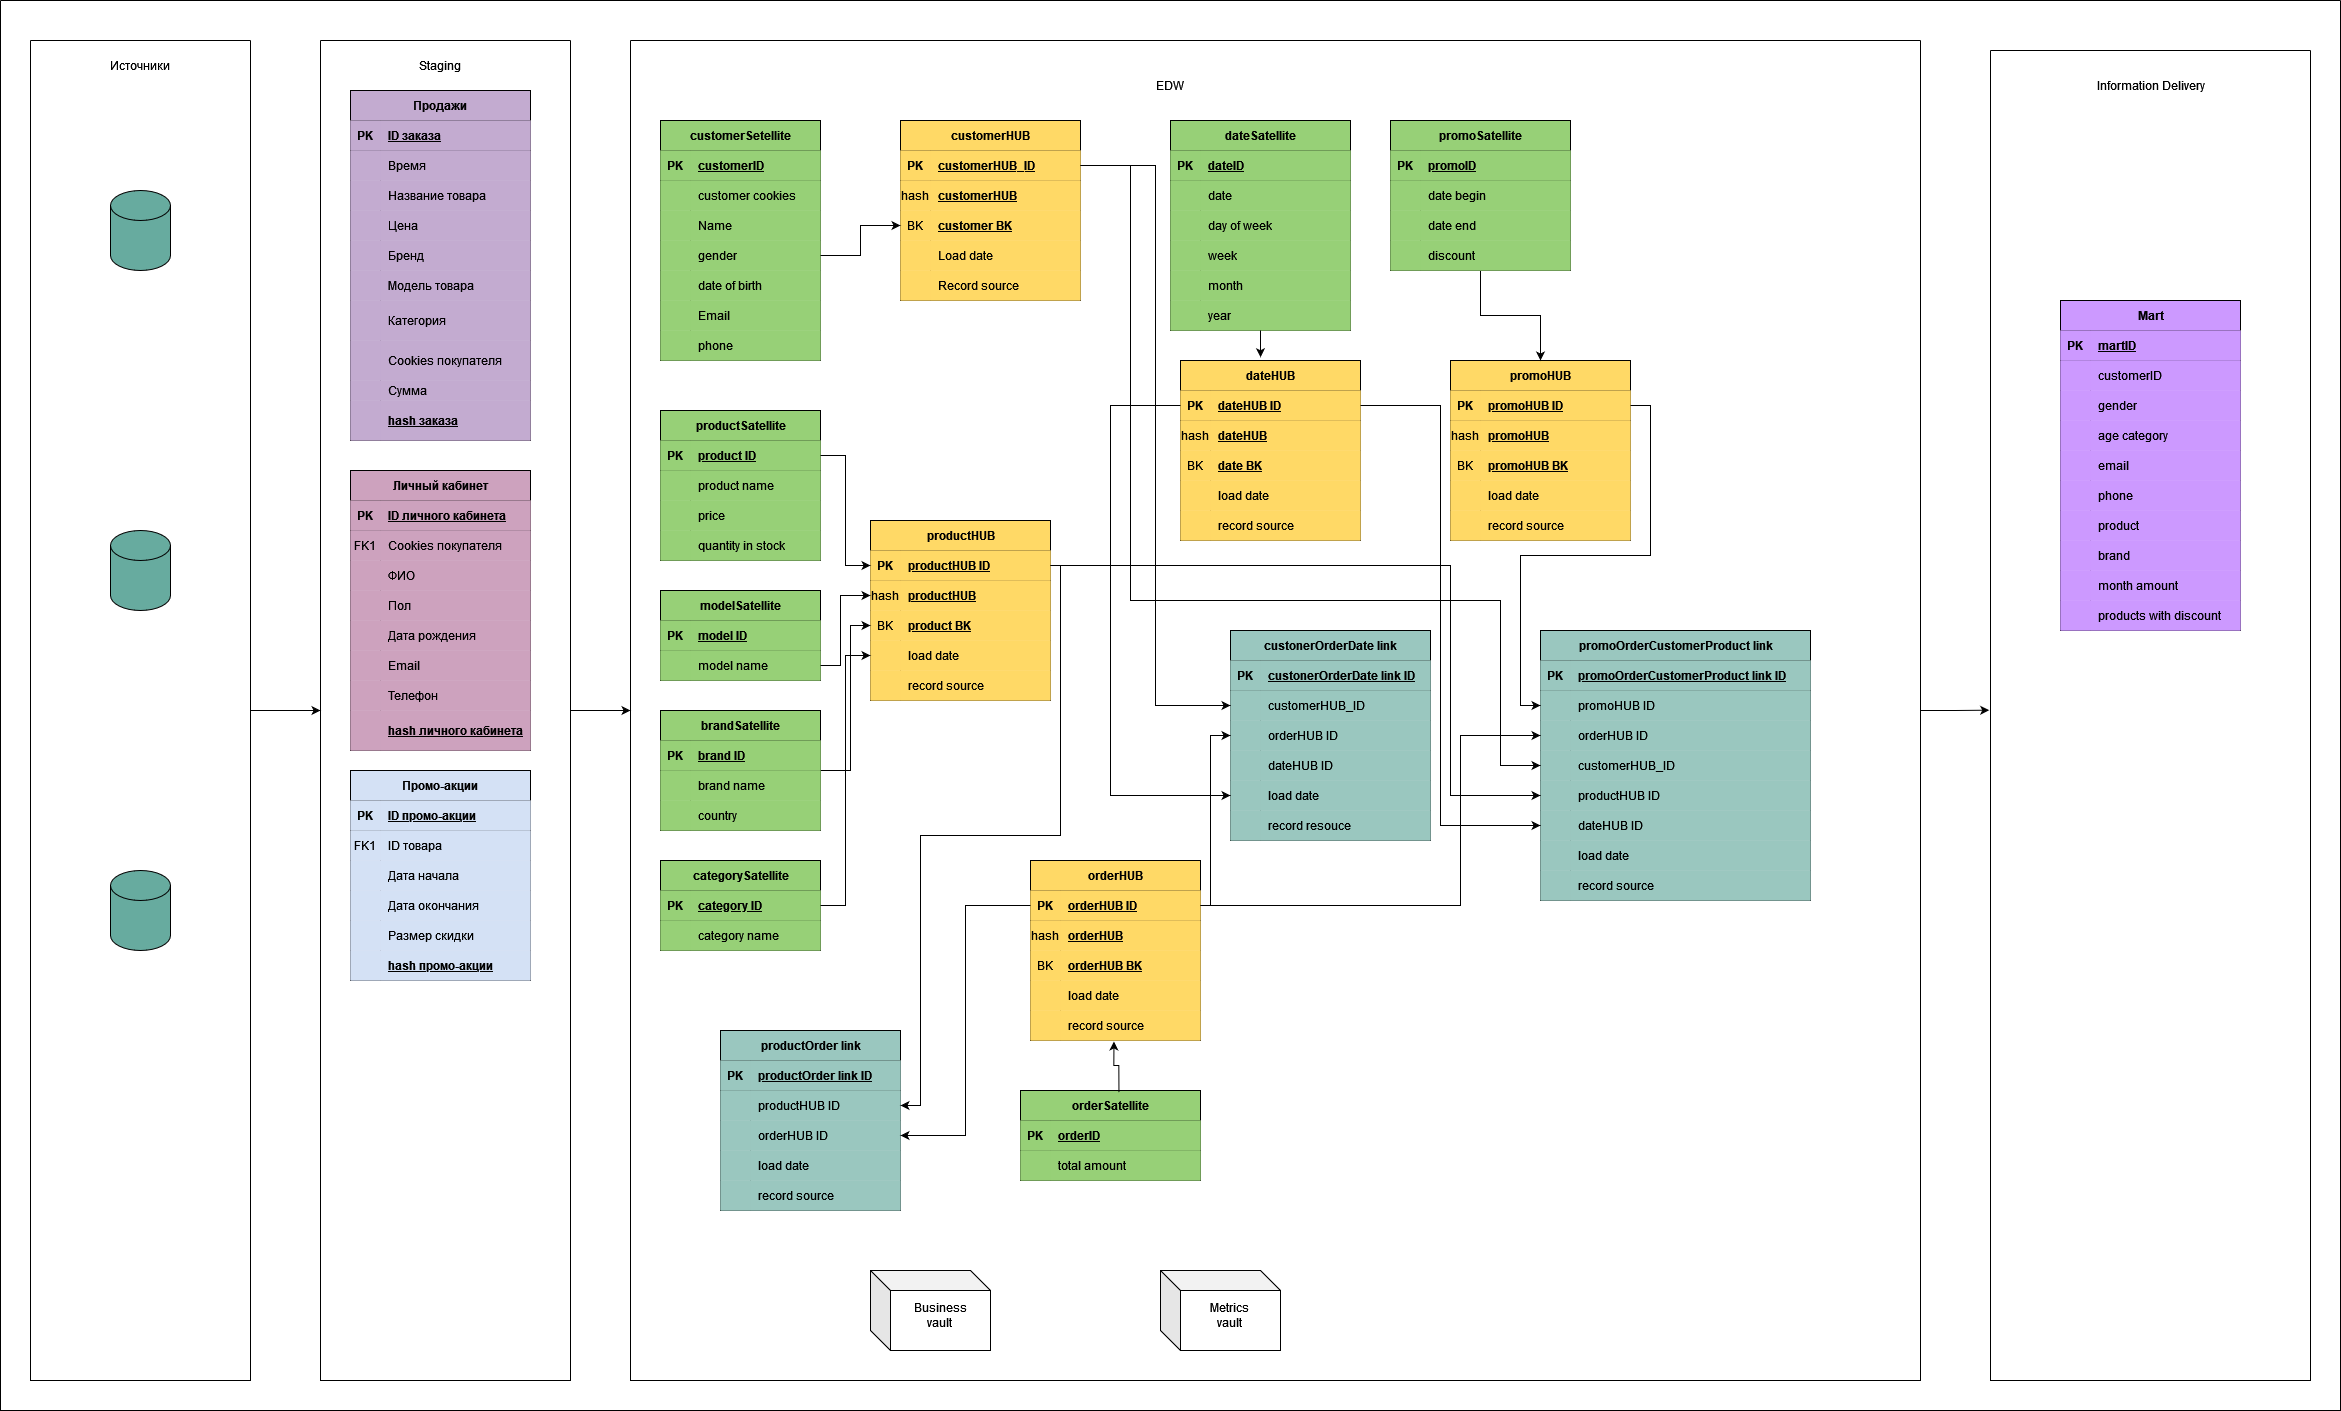 Источники
Staging
Продажи
PK ID заказа
Время
Название товара
Цена
Бренд
Модель товара
Категория
Cookies покупателя
Сумма
hash заказа
Личный кабинет
PK ID личного кабинета
FK1 Cookies покупателя
ФИО
Пол
Дата рождения
Email
Телефон
hash личного кабинета
Промо-акции
PK ID промо-акции
FK1 ID товара
Дата начала
Дата окончания
Размер скидки
hash промо-акции
EDW
customerSetellite
PK customerID
customer cookies
Name
gender
date of birth
Email
phone
customerHUB
PK customerHUB_ID
hash customerHUB
BK customer BK
Load date
Record source
dateSatellite
PK dateID
date
day of week
week
month
year
promoSatellite
PK promoID
date begin
date end
discount
dateHUB
PK dateHUB ID
hash dateHUB
BK date BK
load date
record source
promoHUB
PK promoHUB ID
hash promoHUB
BK promoHUB BK
load date
record source
productSatellite
PK product ID
product name
price
quantity in stock
modelSatellite
PK model ID
model name
brandSatellite
PK brand ID
brand name
country
categorySatellite
PK category ID
category name
productHUB
PK productHUB ID
hash productHUB
BK product BK
load date
record source
custonerOrderDate link
PK custonerOrderDate link ID
customerHUB_ID
orderHUB ID
dateHUB ID
load date
record resouce
promoOrderCustomerProduct link
PK promoOrderCustomerProduct link ID
promoHUB ID
orderHUB ID
customerHUB_ID
productHUB ID
dateHUB ID
load date
record source
orderHUB
PK orderHUB ID
hash orderHUB
BK orderHUB BK
load date
record source
productOrder link
PK productOrder link ID
productHUB ID
orderHUB ID
load date
record source
orderSatellite
PK orderID
total amount
Business
vault
Metrics
vault
Information Delivery
Mart
PK martID
customerID
gender
age category
email
phone
product
brand
month amount
products with discount